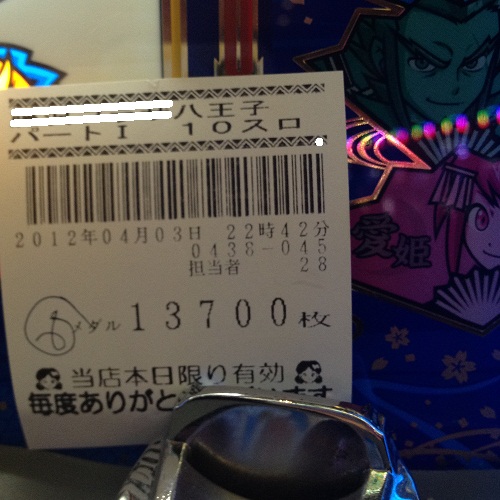 八王子
パートI 10スロ
2012年04月03日 22時42分
0438-045
担当者 28
メダル 13700枚
当店本日限り有効
毎度ありがと
愛姫